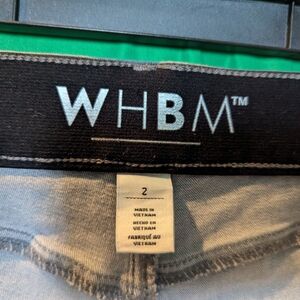 WHBM™
2
MADE IN
VIETNAM
HECHO EN
VIETNAM
FABRIQUÉ AU
VIETNAM